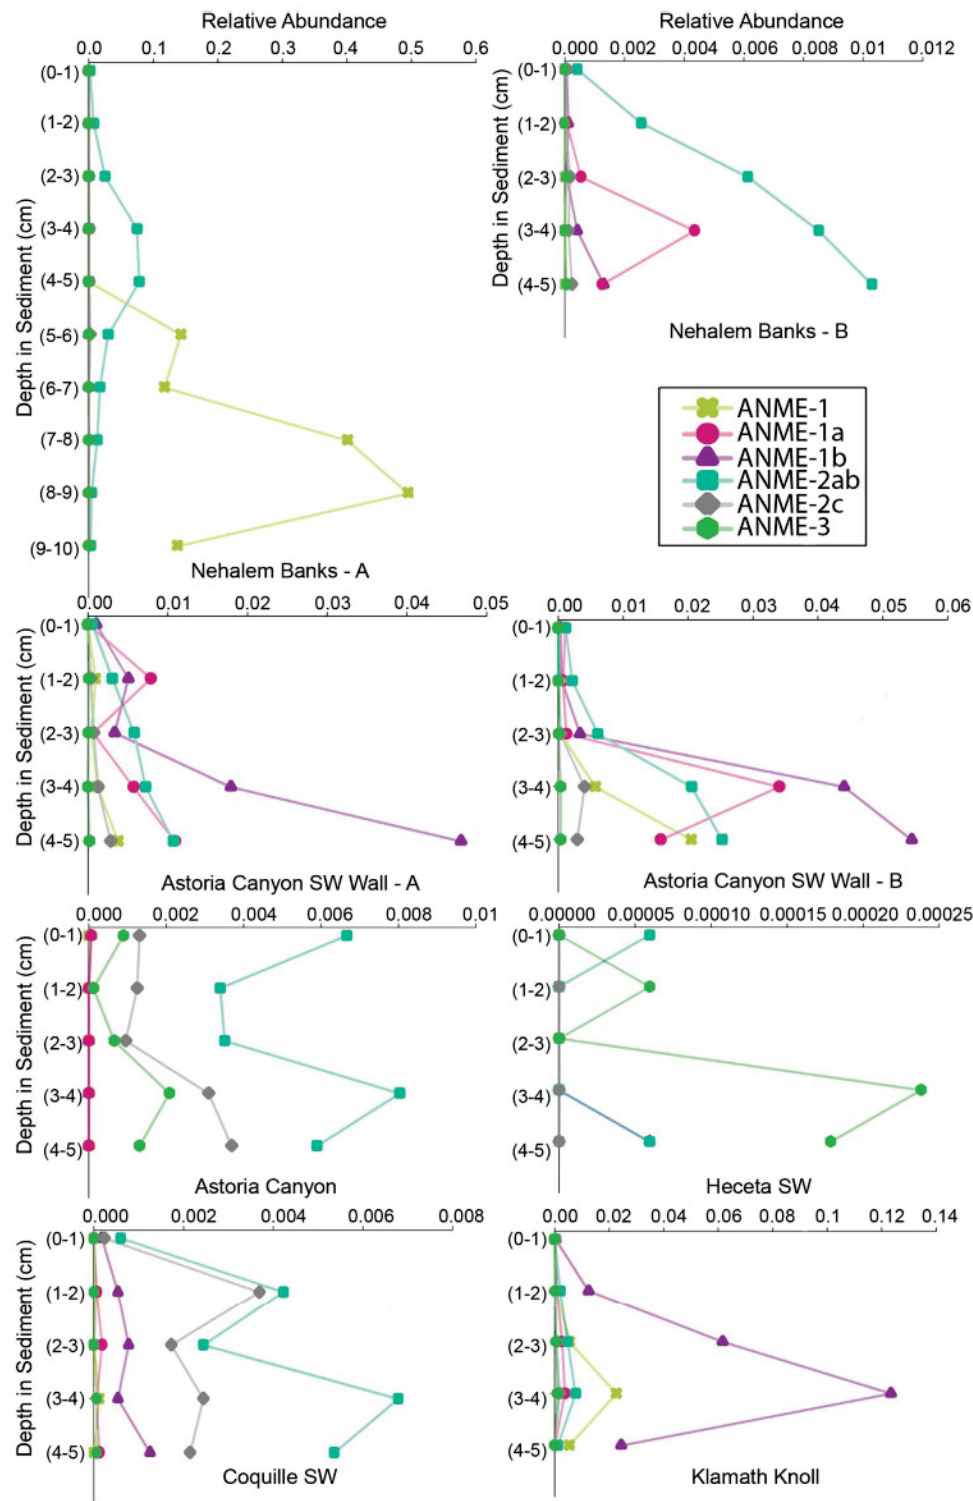 Relative Abundance
0.0 0.1 0.2 0.3 0.4 0.5 0.6
Depth in Sediment (cm)
(0-1)
(1-2)
(2-3)
(3-4)
(4-5)
(5-6)
(6-7)
(7-8)
(8-9)
(9-10)
Nehalem Banks - A
Relative Abundance
0.000 0.002 0.004 0.006 0.008 0.010 0.012
Depth in Sediment (cm)
(0-1)
(1-2)
(2-3)
(3-4)
(4-5)
Nehalem Banks - B
ANME-1
ANME-1a
ANME-1b
ANME-2ab
ANME-2c
ANME-3
0.00 0.01 0.02 0.03 0.04 0.05
Depth in Sediment (cm)
(0-1)
(1-2)
(2-3)
(3-4)
(4-5)
Astoria Canyon SW Wall - A
0.00 0.01 0.02 0.03 0.04 0.05 0.06
(0-1)
(1-2)
(2-3)
(3-4)
(4-5)
Astoria Canyon SW Wall - B
0.000 0.002 0.004 0.006 0.008 0.01
Depth in Sediment (cm)
(0-1)
(1-2)
(2-3)
(3-4)
(4-5)
Astoria Canyon
0.00000 0.00005 0.00010 0.00015 0.00020 0.00025
(0-1)
(1-2)
(2-3)
(3-4)
(4-5)
Heceta SW
0.000 0.002 0.004 0.006 0.008
Depth in Sediment (cm)
(0-1)
(1-2)
(2-3)
(3-4)
(4-5)
Coquille SW
0.00 0.02 0.04 0.06 0.08 0.10 0.12 0.14
(0-1)
(1-2)
(2-3)
(3-4)
(4-5)
Klamath Knoll